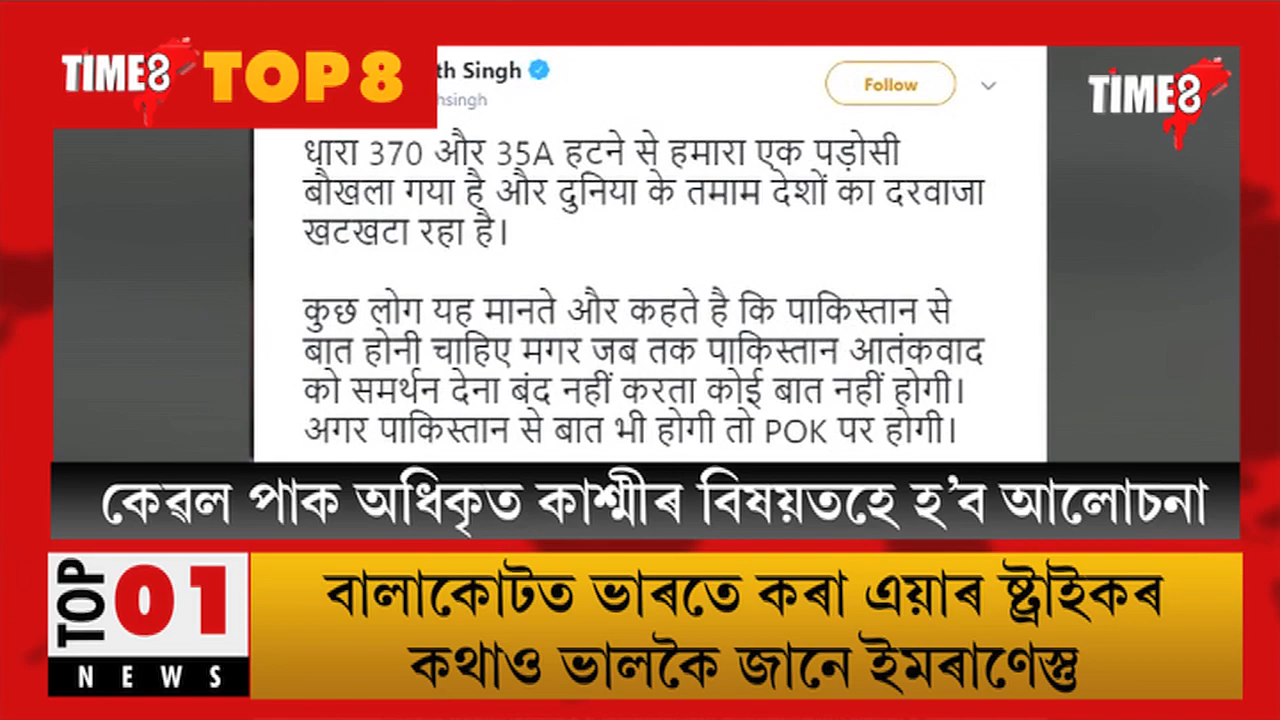 TIME8 TOP 8
th Singh
hsingh
Follow
TIME8
धारा 370 और 35A हटने से हमारा एक पड़ोसी
बौखला गया है और दुनिया के तमाम देशों का दरवाजा
खटखटा रहा है।
कुछ लोग यह मानते और कहते है कि पाकिस्तान से
बात होनी चाहिए मगर जब तक पाकिस्तान आतंकवाद
को समर्थन देना बंद नहीं करता कोई बात नहीं होगी।
अगर पाकिस्तान से बात भी होगी तो POK पर होगी।
কেৱল পাক অধিকৃত কাশ্মীৰ বিষয়তহে হ'ব আলোচনা
TOP 01
NEWS
বালাকোটত ভাৰতে কৰা এয়াৰ ষ্ট্ৰাইকৰ
কথাও ভালকৈ জানে ইমৰাণেস্তু